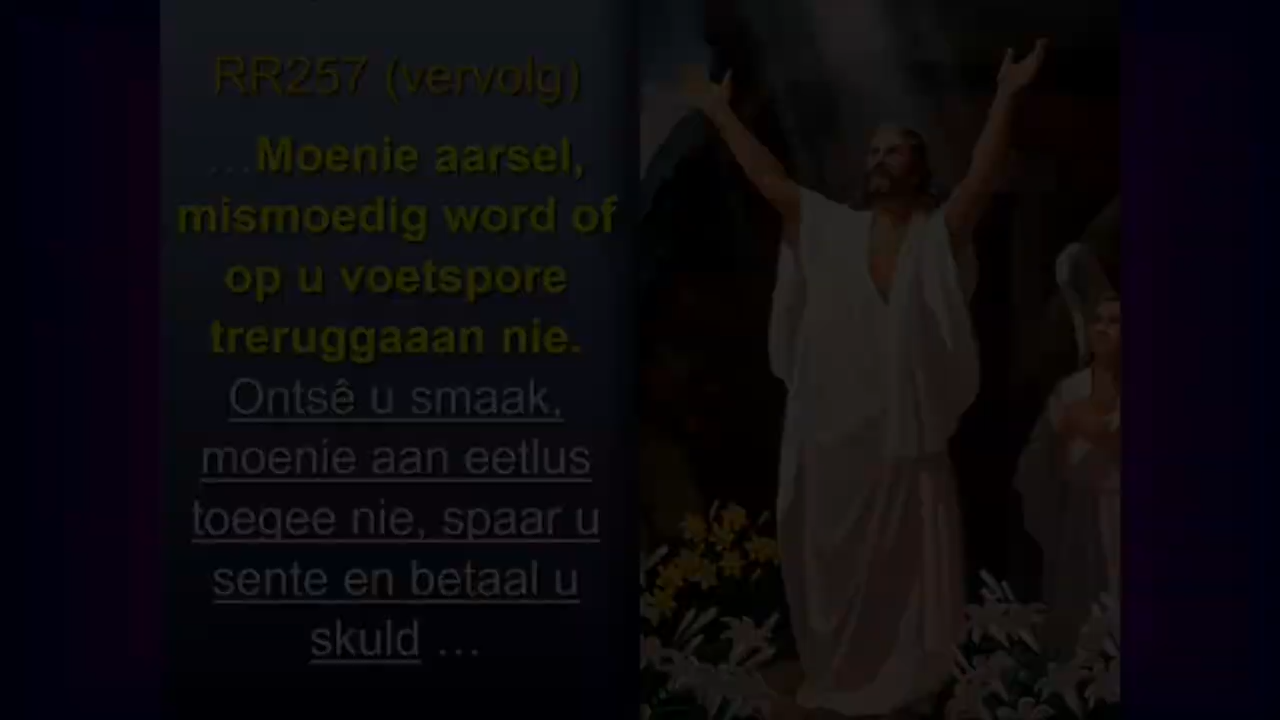 RR257 (vervolg)
...Moenie aarsel,
mismoedig word of
op u voetspore
treruggaaan nie.
Ontsê u smaak,
moenie aan eetlus
toegee nie, spaar u
sente en betaal u
skuld ...